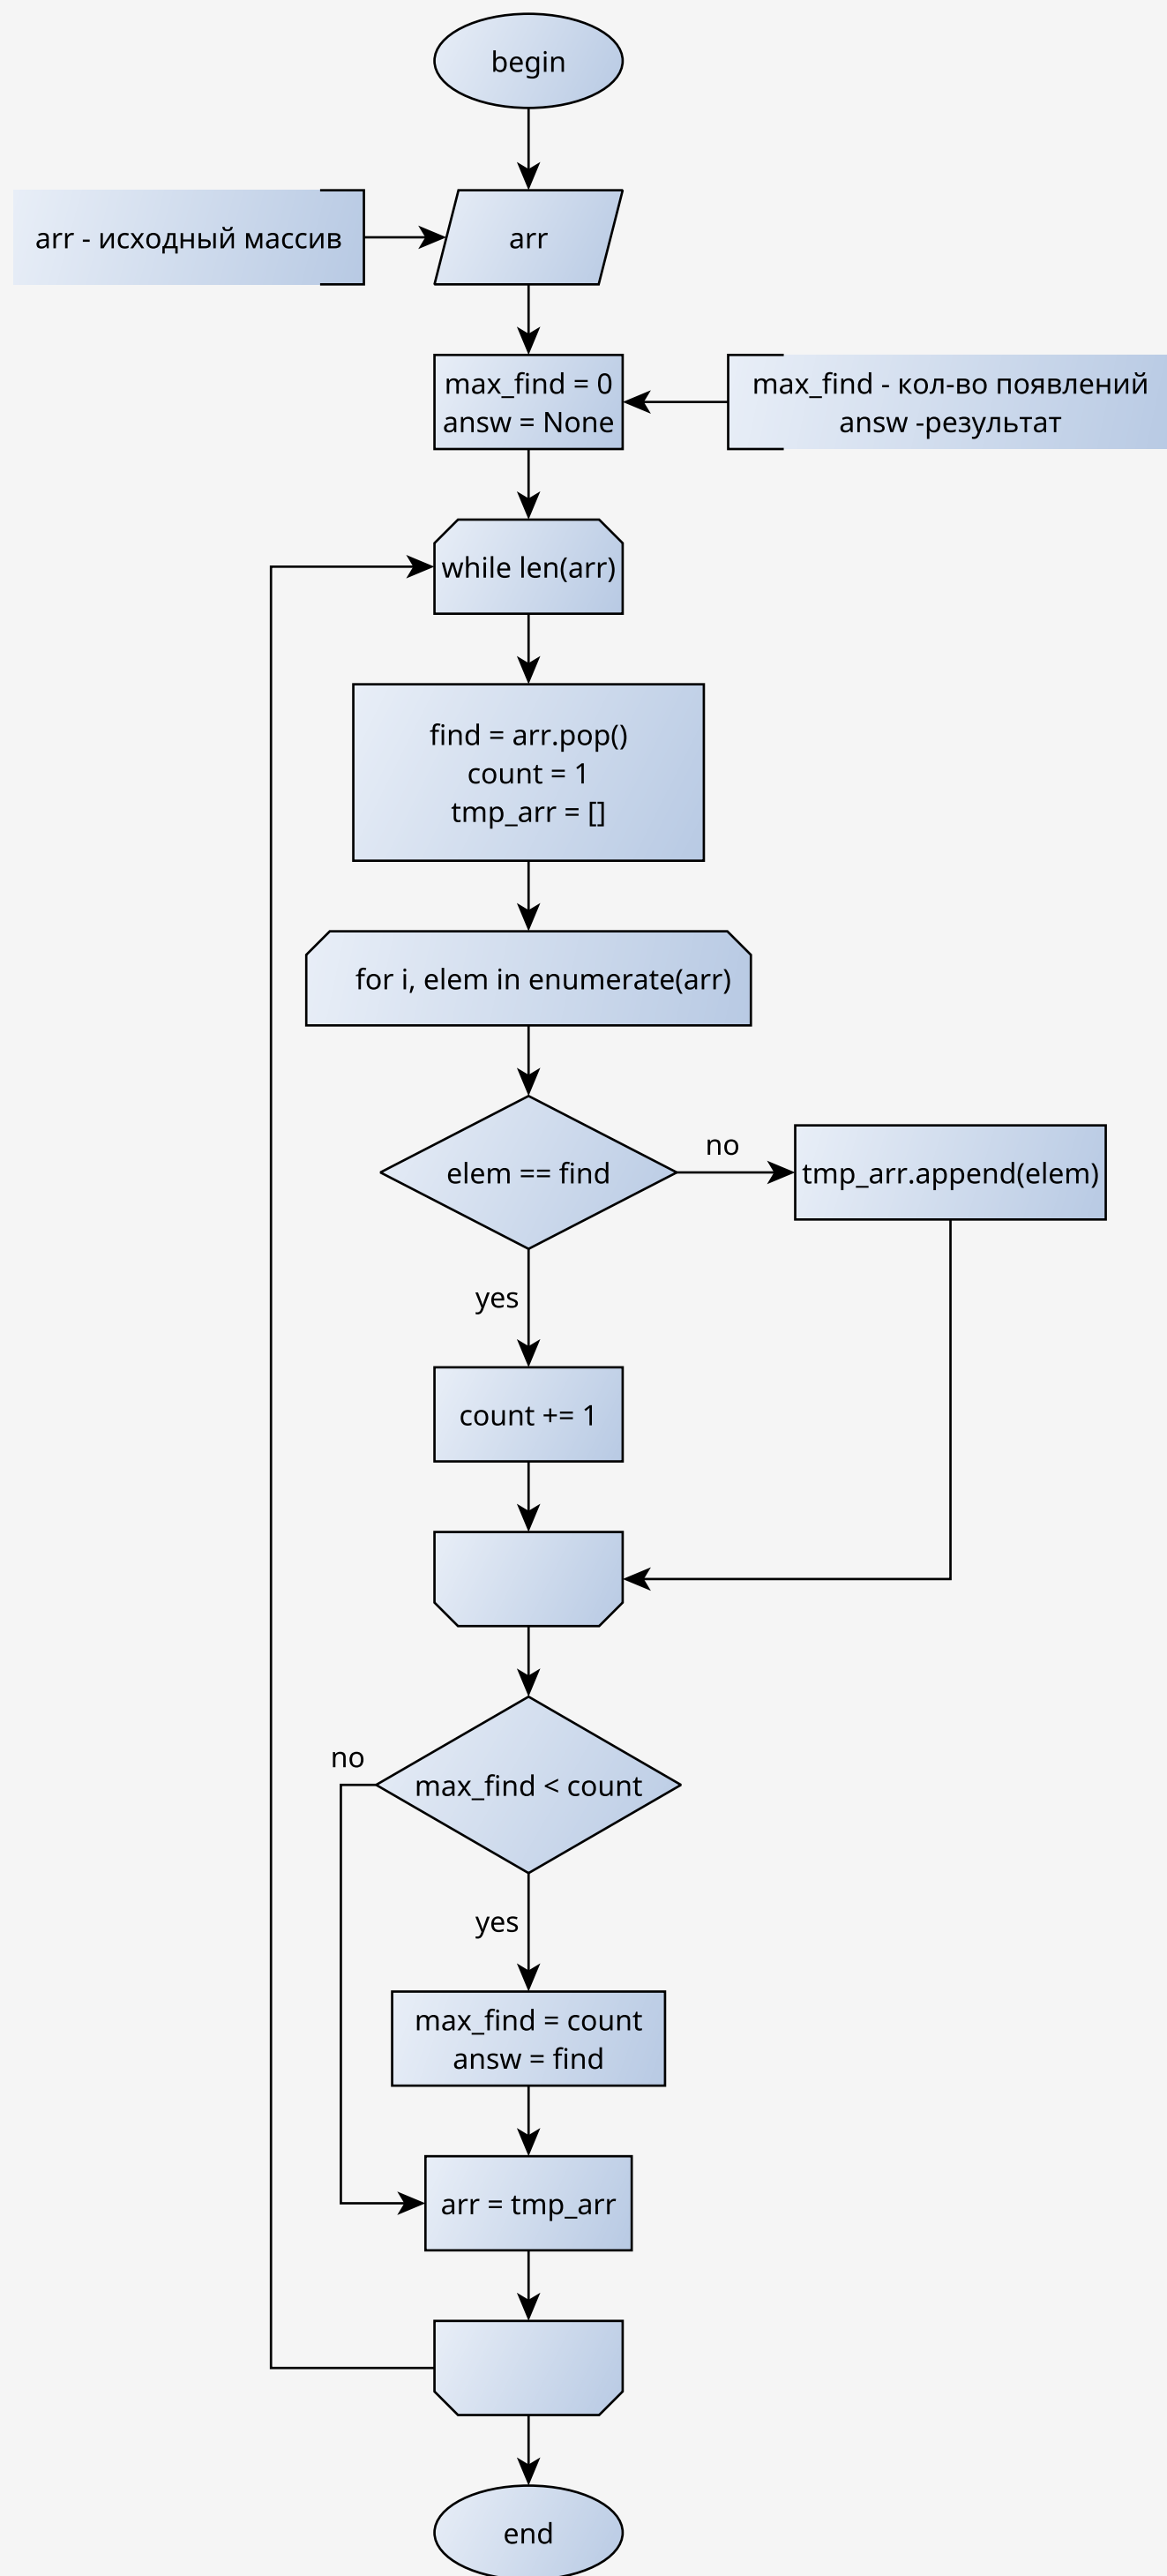 begin
arr - исходный массив
arr
max_find = 0
answ = None
max_find - кол-во появлений
answ -результат
while len(arr)
find = arr.pop()
count = 1
tmp_arr = []
for i, elem in enumerate(arr)
elem == find
no
tmp_arr.append(elem)
yes
count += 1
no
max_find < count
yes
max_find = count
answ = find
arr = tmp_arr
end